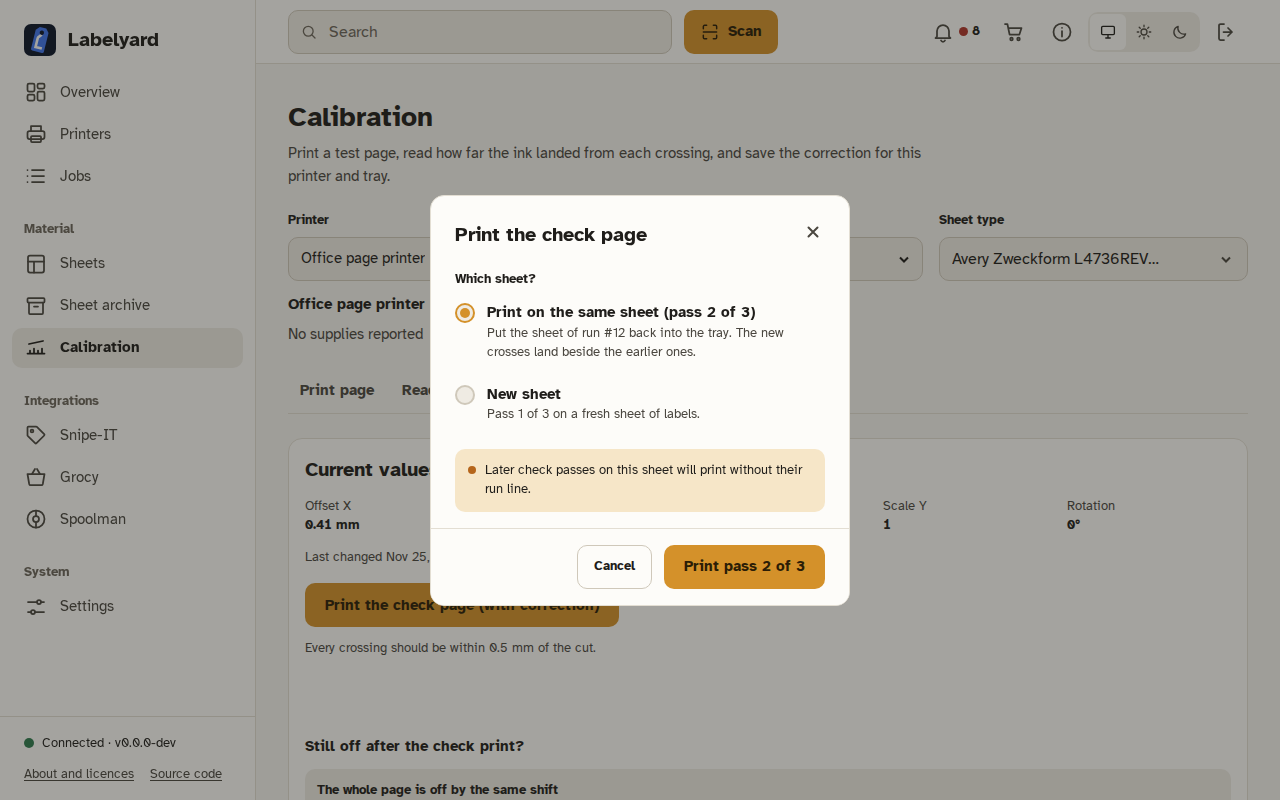 Labelyard
Search
Scan
8
Overview
Printers
Jobs
Material
Sheets
Sheet archive
Calibration
Integrations
Snipe-IT
Grocy
Spoolman
System
Settings
Connected · v0.0.0-dev
About and licences
Source code
Calibration
Print a test page, read how far the ink landed from each crossing, and save the correction for this
printer and tray.
Printer
Sheet type
Office page printer
Avery Zweckform L4736REV...
Office page printer
No supplies reported
Print page
Current
Offset X
Scale Y
Rotation
0.41 mm
1
0°
Last changed Nov 25,
Print the check page (with correction)
Every crossing should be within 0.5 mm of the cut.
Still off after the check print?
The whole page is off by the same shift
Print the check page
Which sheet?
Print on the same sheet (pass 2 of 3)
Put the sheet of run #12 back into the tray. The new
crosses land beside the earlier ones.
New sheet
Pass 1 of 3 on a fresh sheet of labels.
Later check passes on this sheet will print without their
run line.
Cancel
Print pass 2 of 3